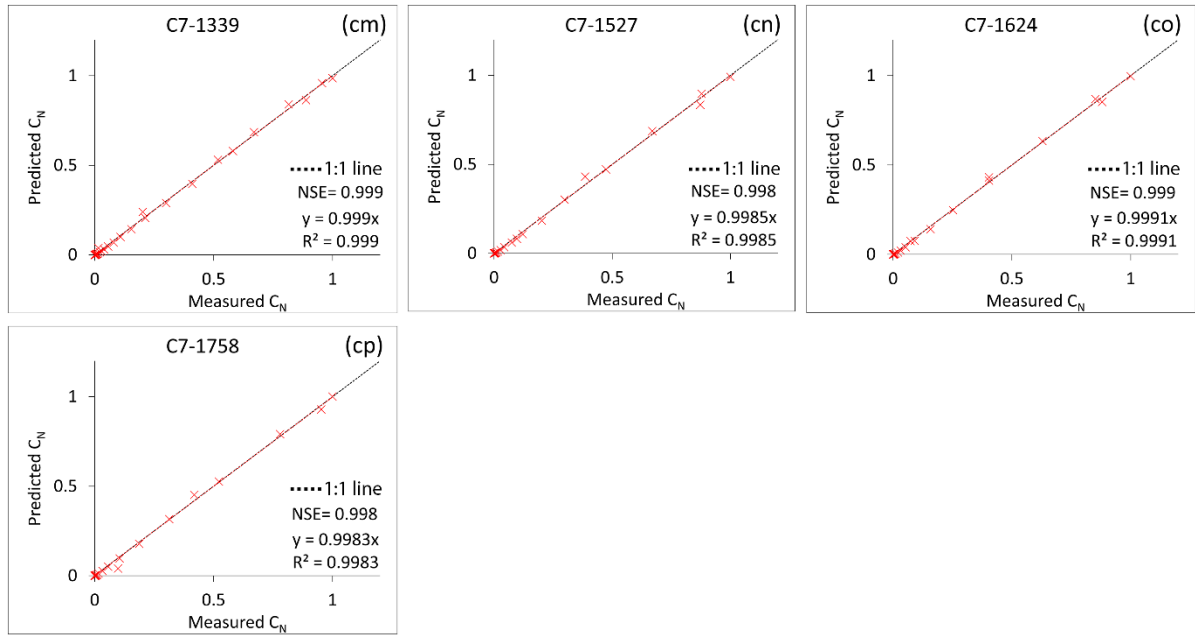 C7-1339
(cm)
Predicted C_N
1
0.5
0
1:1 line
NSE= 0.999
y = 0.999x
R² = 0.999
0
0.5
1
Measured C_N
C7-1527
(cn)
Predicted C_N
1
0.5
0
1:1 line
NSE= 0.998
y = 0.9985x
R² = 0.9985
0
0.5
1
Measured C_N
C7-1624
(co)
Predicted C_N
1
0.5
0
1:1 line
NSE= 0.999
y = 0.9991x
R² = 0.9991
0
0.5
1
Measured C_N
C7-1758
(cp)
Predicted C_N
1
0.5
0
1:1 line
NSE= 0.998
y = 0.9983x
R² = 0.9983
0
0.5
1
Measured C_N